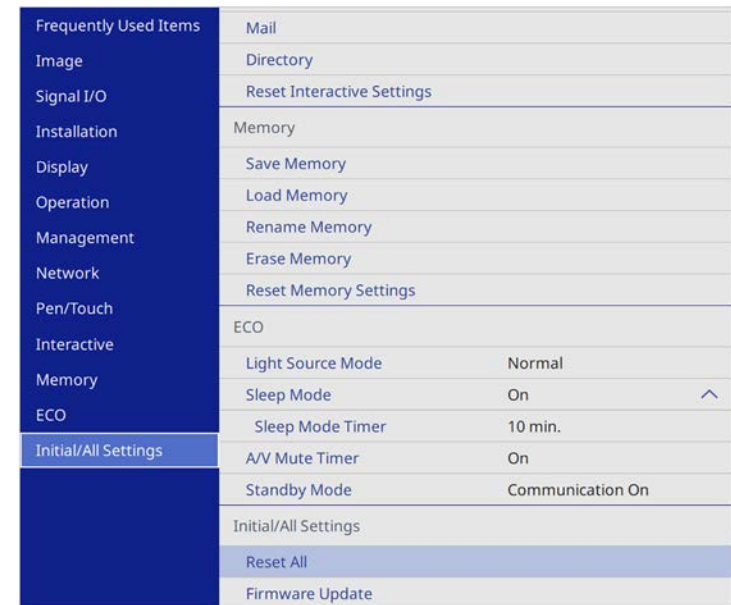 Frequently Used Items
Image
Signal I/O
Installation
Display
Operation
Management
Network
Pen/Touch
Interactive
Memory
ECO
Initial/All Settings
Mail
Directory
Reset Interactive Settings
Memory
Save Memory
Load Memory
Rename Memory
Erase Memory
Reset Memory Settings
ECO
Light Source Mode Normal
Sleep Mode On
Sleep Mode Timer 10 min.
A/V Mute Timer On
Standby Mode Communication On
Initial/All Settings
Reset All
Firmware Update